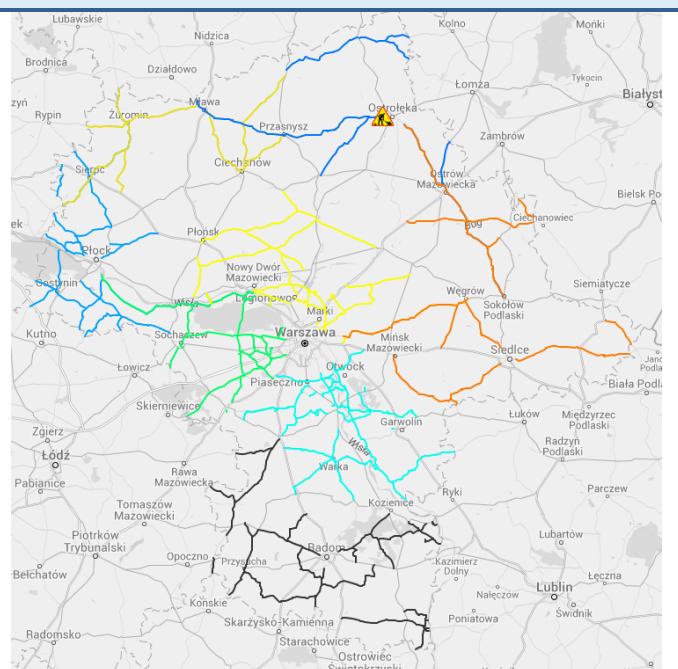 Lubawskie
Nidzica
Kolno
Mońki
Brodnica
Działdowo
Łomża
Tykocin
Białyst
zyń
Rypin
Żuromin
Mława
Przasnysz
Ostrołęka
Zambrów
Sierpc
Ciechanów
Ostrów
Mazowiecka
Bielsk Po
ek
Płońsk
Bug
Ciechanowiec
Płock
Nowy Dwór
Mazowiecki
Legionowo
Gostynin
Wisła
Marki
Węgrów
Sokołów
Podlaski
Siemiatycze
Kutno
Sochaczew
Warszawa
Mińsk
Mazowiecki
Siedlce
Łowicz
Piaseczno
Otwock
Biała Podla
Skierniewice
Garwolin
Łuków
Międzyrzec
Podlaski
Zgierz
Łódź
Wisła
Radzyń
Podlaski
Pabianice
Rawa
Mazowiecka
Warka
Ryki
Parczew
Tomaszów
Mazowiecki
Kozienice
Piotrków
Trybunalski
Radom
Lubartów
Bełchatów
Opoczno
Przysucha
Kazimierz
Dolny
Nałęczów
Lublin
Łęczna
Końskie
Skarżysko-Kamienna
Poniatowa
Świdnik
Radomsko
Starachowice
Ostrowiec
Świętokrzyski